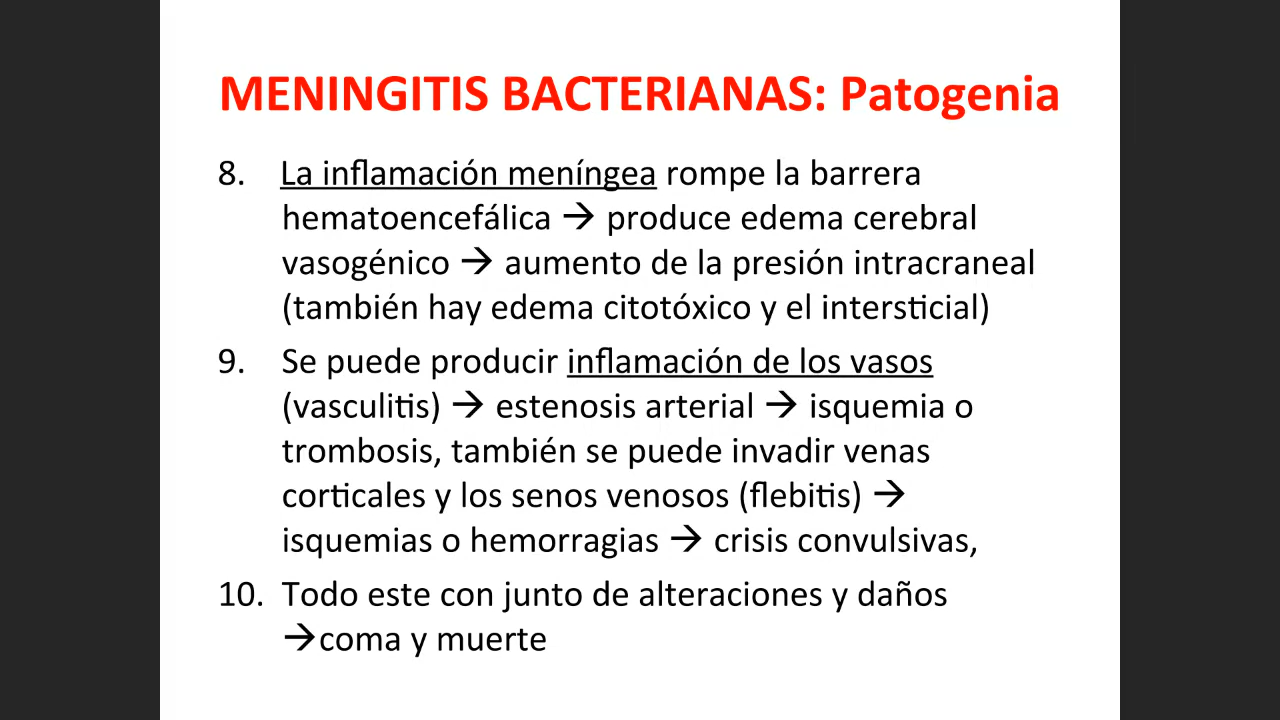 MENINGITIS BACTERIANAS: Patogenia
8. La inflamación meníngea rompe la barrera
hematoencefálica → produce edema cerebral
vasogénico → aumento de la presión intracraneal
(también hay edema citotóxico y el intersticial)
9. Se puede producir inflamación de los vasos
(vasculitis) → estenosis arterial → isquemia o
trombosis, también se puede invadir venas
corticales y los senos venosos (flebitis) →
isquemias o hemorragias → crisis convulsivas,
10. Todo este con junto de alteraciones y daños
→coma y muerte